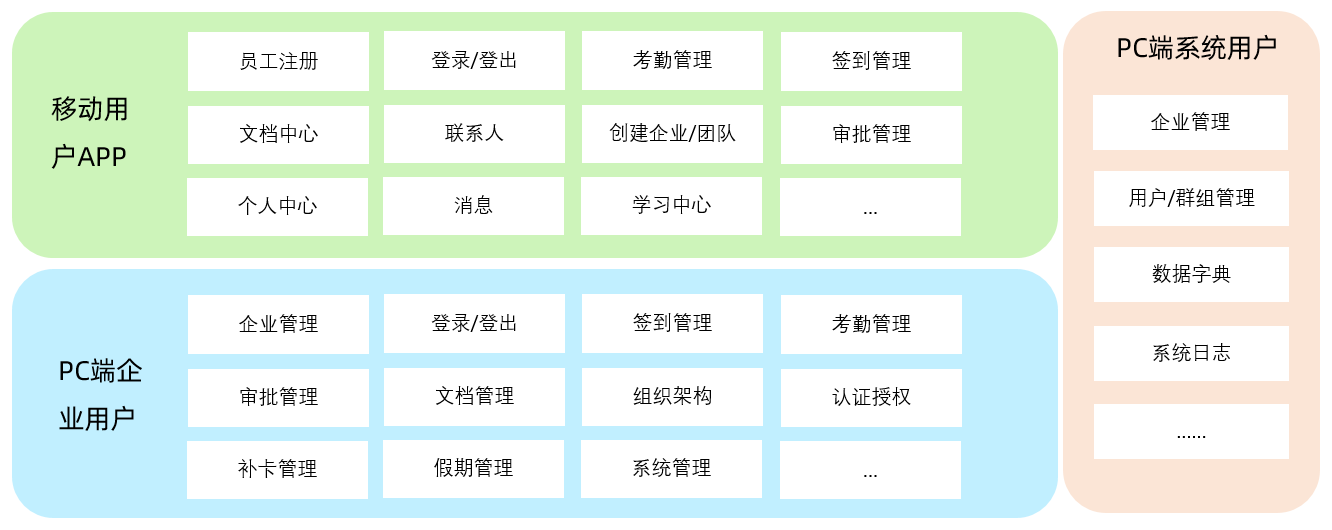 移动用
户APP
员工注册
登录/登出
考勤管理
签到管理
文档中心
联系人
创建企业/团队
审批管理
个人中心
消息
学习中心
...
PC端企
业用户
企业管理
登录/登出
签到管理
考勤管理
审批管理
文档管理
组织架构
认证授权
补卡管理
假期管理
系统管理
...
PC端系统用户
企业管理
用户/群组管理
数据字典
系统日志
......